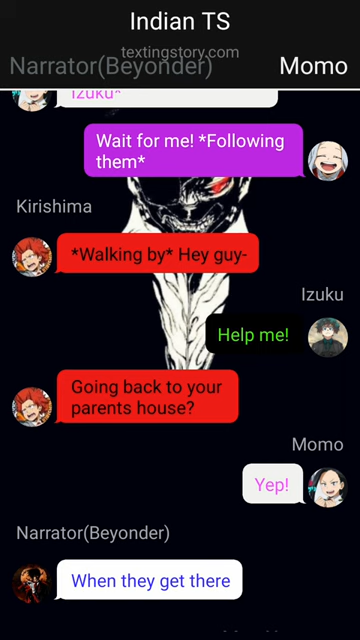 Indian TS
textingstory.com
Narrator(Beyonder)
Momo
Izuku*
Wait for me! *Following
them*
Kirishima
*Walking by* Hey guy-
Izuku
Help me!
Going back to your
parents house?
Momo
Yep!
Narrator(Beyonder)
When they get there